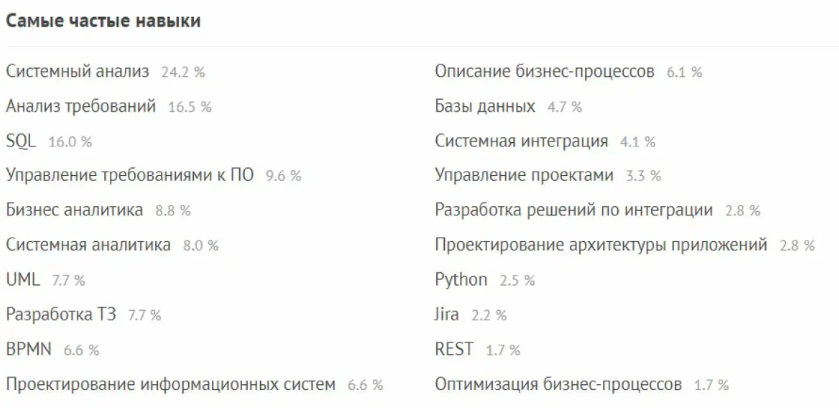 Самые частые навыки
Системный анализ 24.2 %
Анализ требований 16.5 %
SQL 16.0 %
Управление требованиями к ПО 9.6 %
Бизнес аналитика 8.8 %
Системная аналитика 8.0 %
UML 7.7 %
Разработка ТЗ 7.7 %
BPMN 6.6 %
Проектирование информационных систем 6.6 %
Описание бизнес-процессов 6.1 %
Базы данных 4.7 %
Системная интеграция 4.1 %
Управление проектами 3.3 %
Разработка решений по интеграции 2.8 %
Проектирование архитектуры приложений 2.8 %
Python 2.5 %
Jira 2.2 %
REST 1.7 %
Оптимизация бизнес-процессов 1.7 %